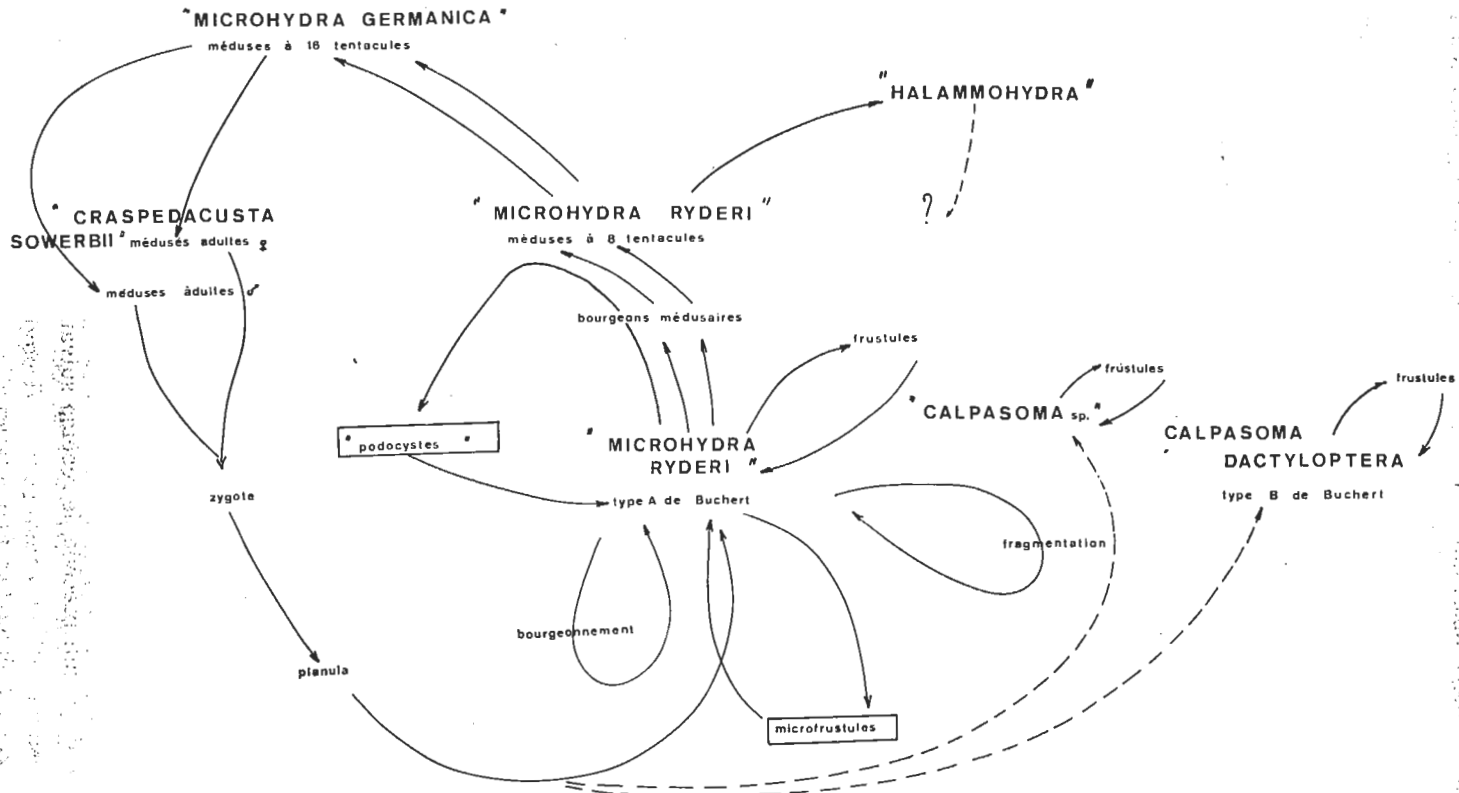 "MICROHYDRA GERMANICA"
méduses à 16 tentacules
"HALAMMOHYDRA"
?
" CRASPEDACUSTA
SOWERBII" méduses adultes ♀
"MICROHYDRA RYDERI"
méduses à 8 tentacules
méduses àdultes ♂
bourgeons médusaires
frustules
frustules
frustules
"CALPASOMA sp."
"podocystes "
"MICROHYDRA
RYDERI"
CALPASOMA
DACTYLOPTERA
zygote
type A de Buchert
type B de Buchert
fragmentation
bourgeonnement
planula
microfrustules